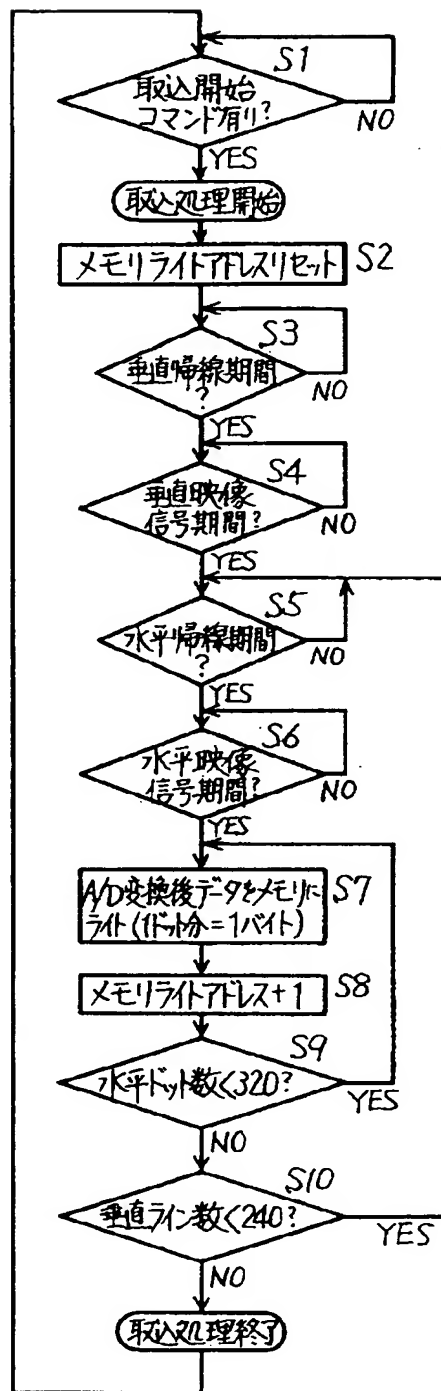 S1
取込開始
コマンド有り?
NO
YES
取込処理開始
メモリライトアドレスリセット
S2
S3
垂直帰線期間
?
NO
YES
S4
垂直映像
信号期間?
NO
YES
S5
水平帰線期間
?
NO
YES
S6
水平映像
信号期間?
NO
YES
A/D変換後データをメモリに
ライト(1ドット分=1バイト)
S7
メモリライトアドレス+1
S8
S9
水平ドット数<320?
YES
NO
S10
垂直ライン数<240?
YES
NO
取込処理終了